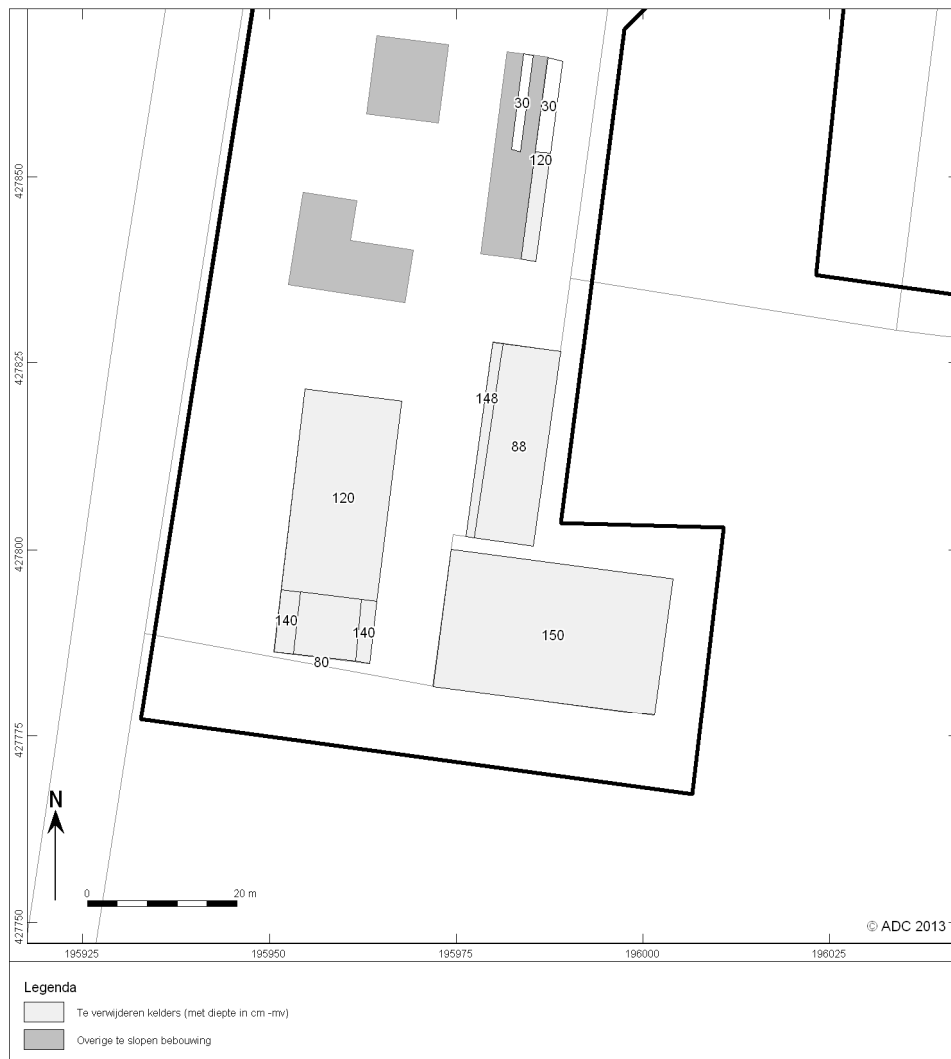 30
30
120
427850
427825
148
88
120
427800
140
140
150
80
427775
N
0 20 m
427750
© ADC 2013
195925 195950 195975 196000 196025
Legenda
Te verwijderen kelders (met diepte in cm -mv)
Overige te slopen bebouwing